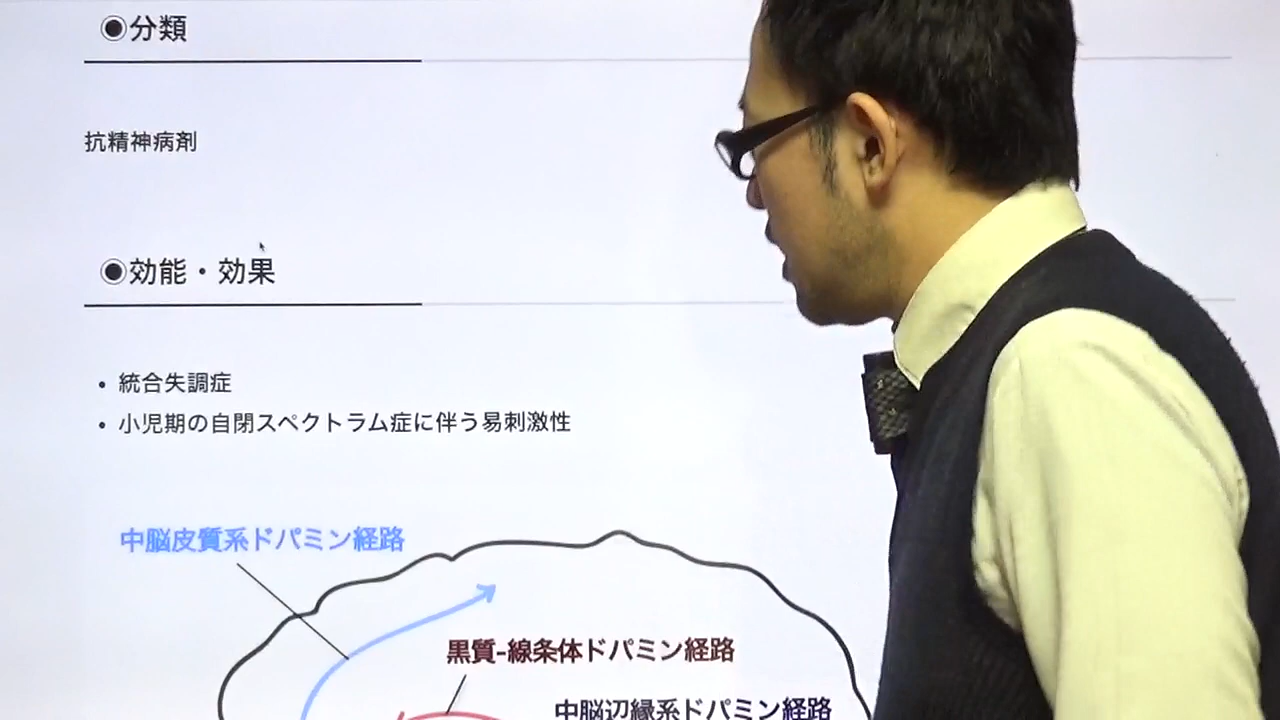 ◉分類
抗精神病剤
◉効能・効果
• 統合失調症
• 小児期の自閉スペクトラム症に伴う易刺激性
中脳皮質系ドパミン経路
黒質-線条体ドパミン経路
中脳辺縁系ドパミン経路